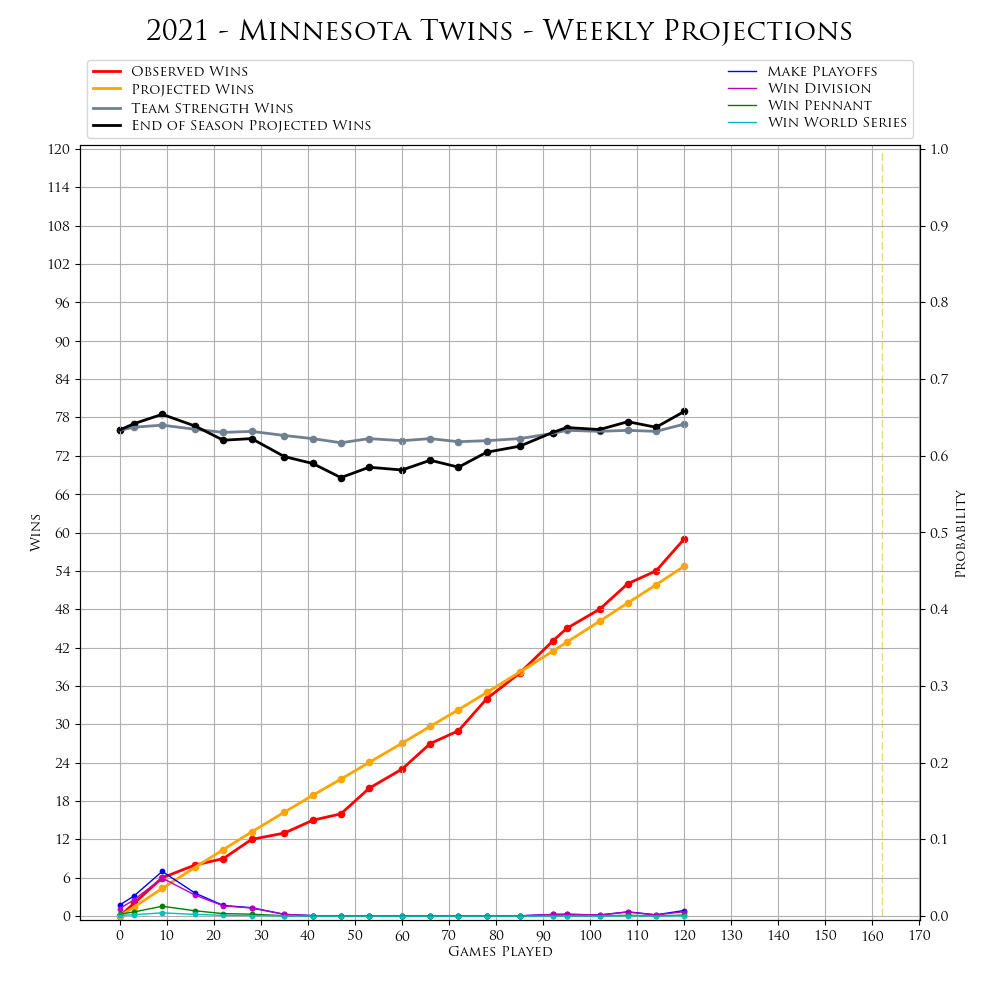 2021 - Minnesota Twins - Weekly Projections
Observed Wins
Projected Wins
Team Strength Wins
End of Season Projected Wins
Make Playoffs
Win Division
Win Pennant
Win World Series
120
114
108
102
96
90
84
78
72
66
60
54
48
42
36
30
24
18
12
6
0
Wins
1.0
0.9
0.8
0.7
0.6
0.5
0.4
0.3
0.2
0.1
0.0
Probability
0 10 20 30 40 50 60 70 80 90 100 110 120 130 140 150 160 170
Games Played